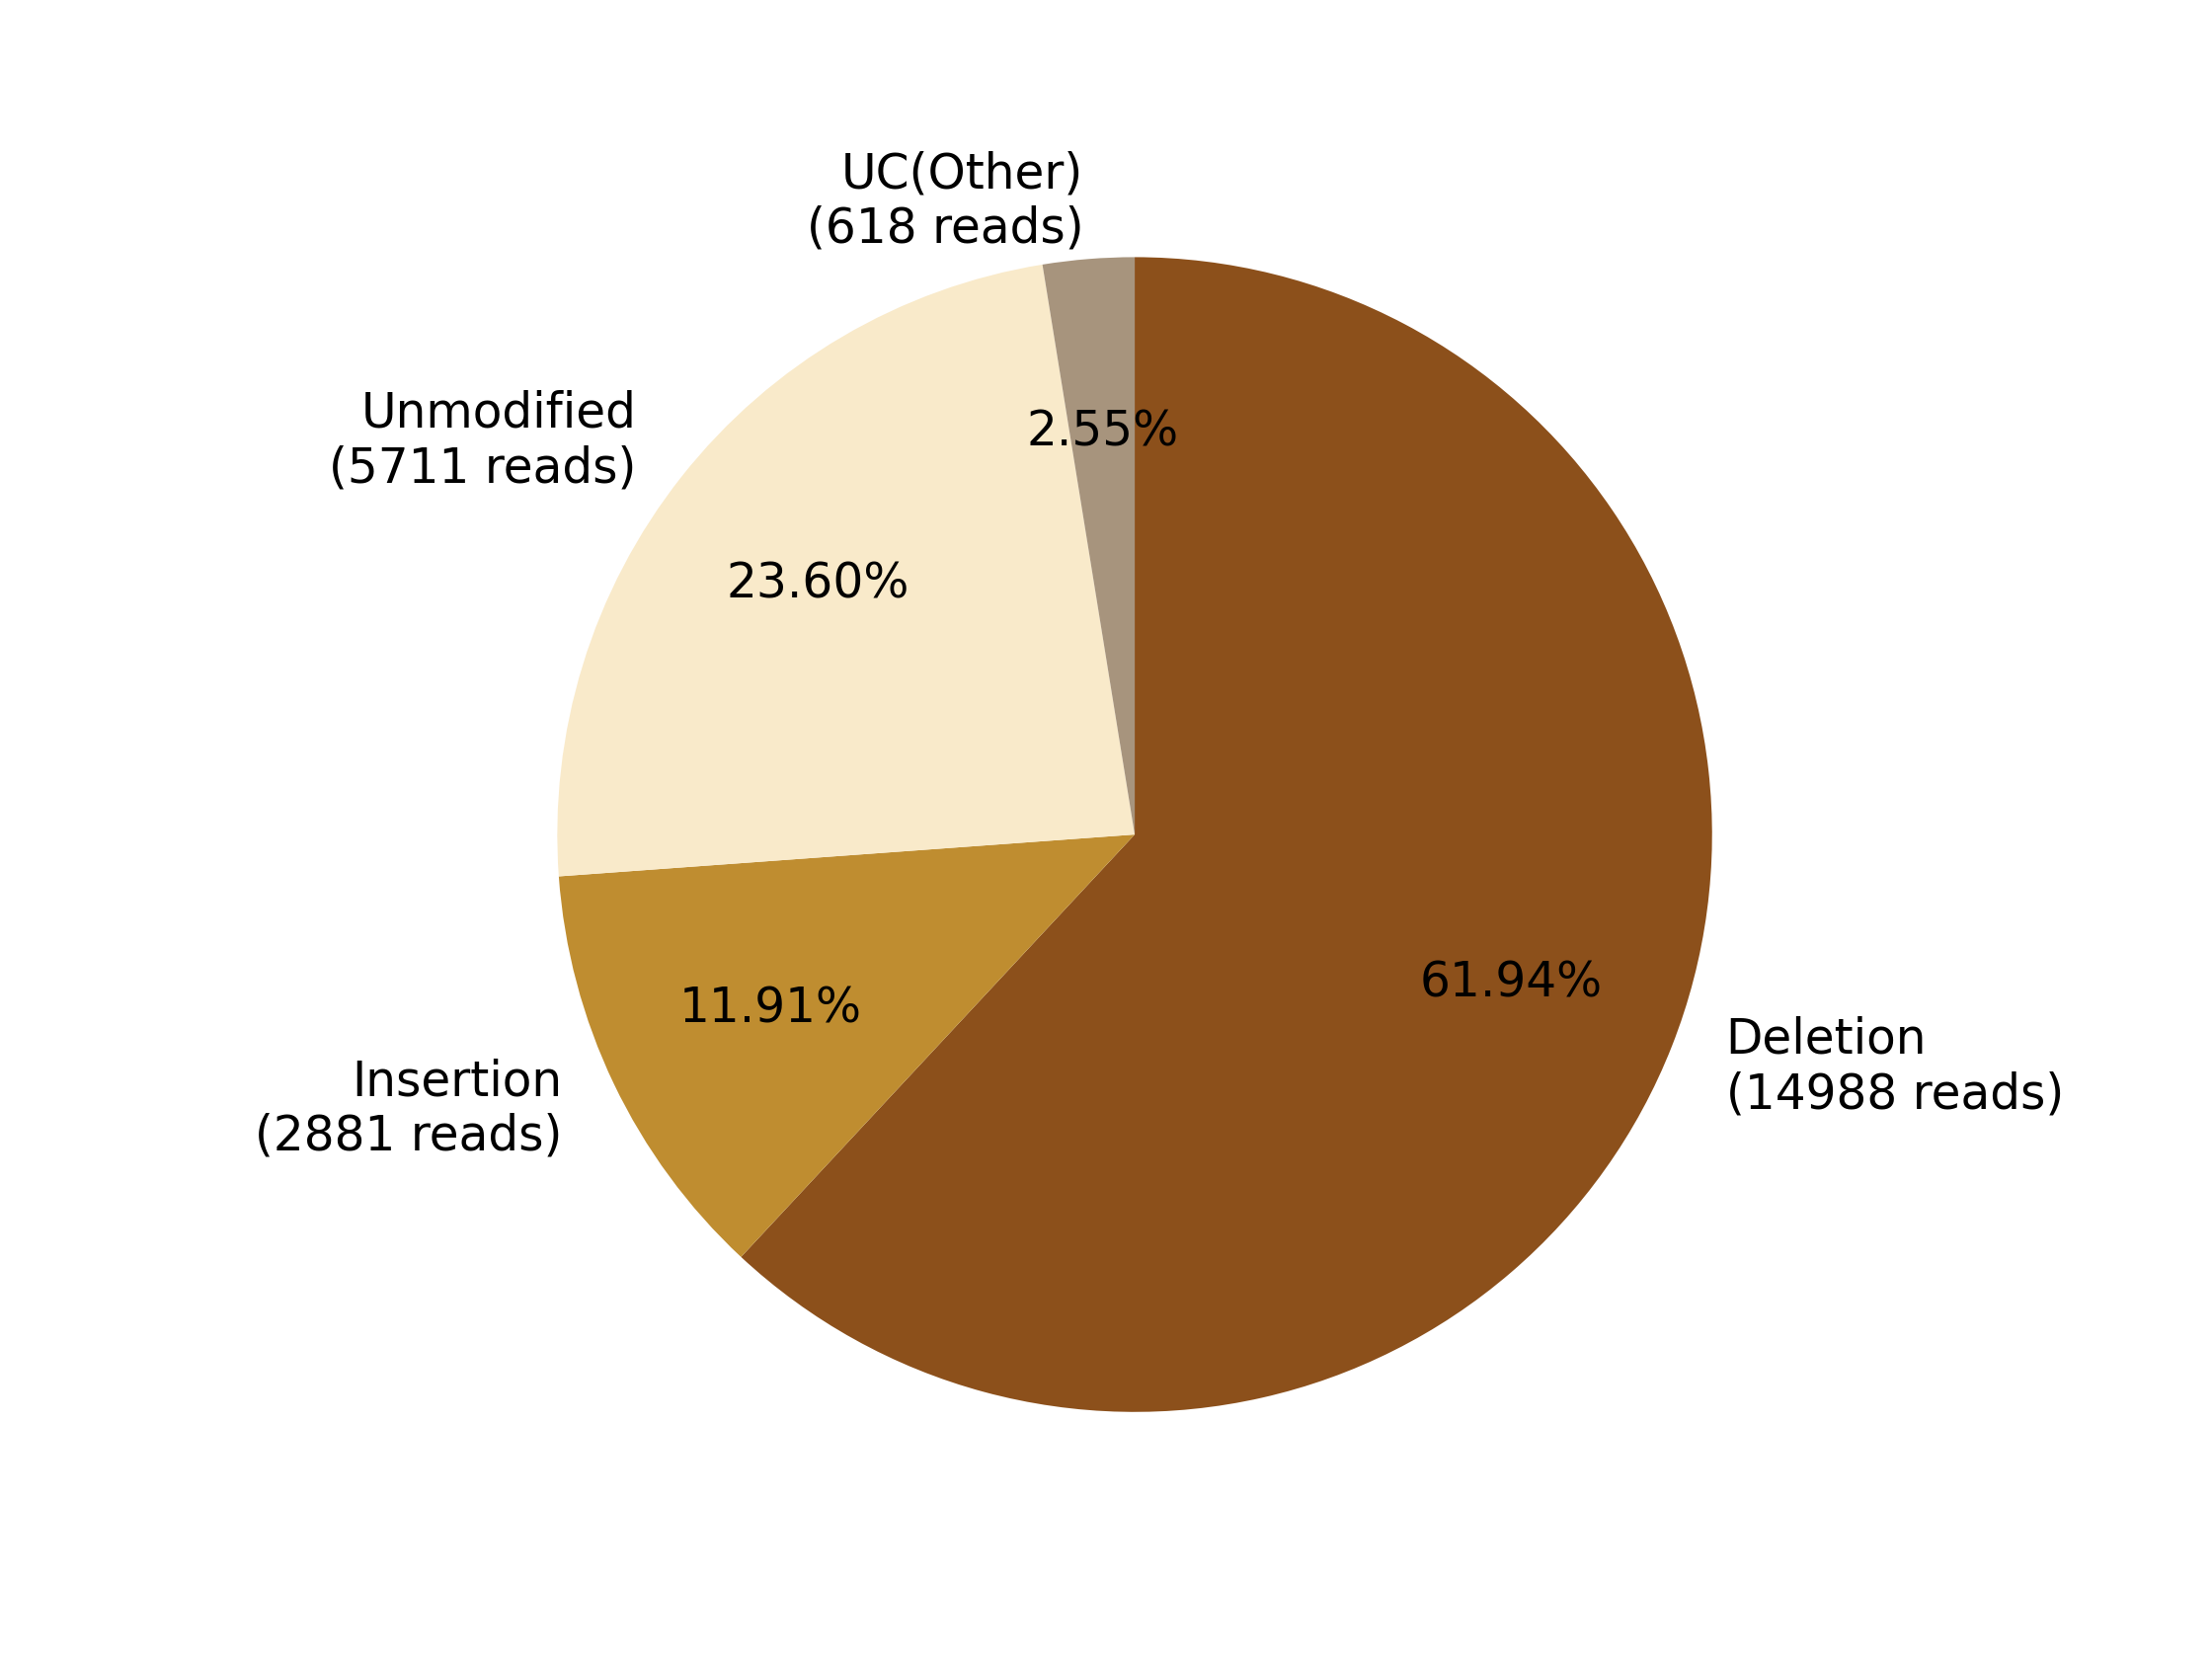 UC(Other)
(618 reads)
Unmodified
(5711 reads)
2.55%
23.60%
61.94%
11.91%
Deletion
(14988 reads)
Insertion
(2881 reads)